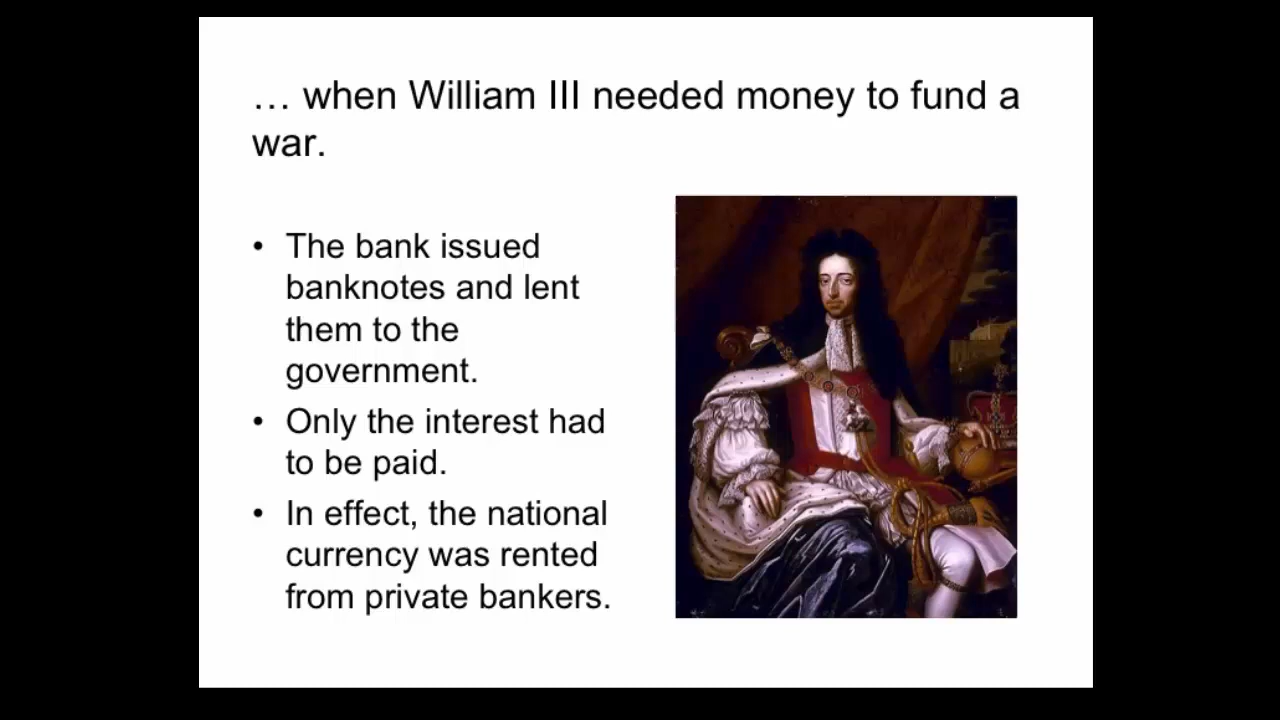 … when William III needed money to fund a
war.
• The bank issued
banknotes and lent
them to the
government.
• Only the interest had
to be paid.
• In effect, the national
currency was rented
from private bankers.